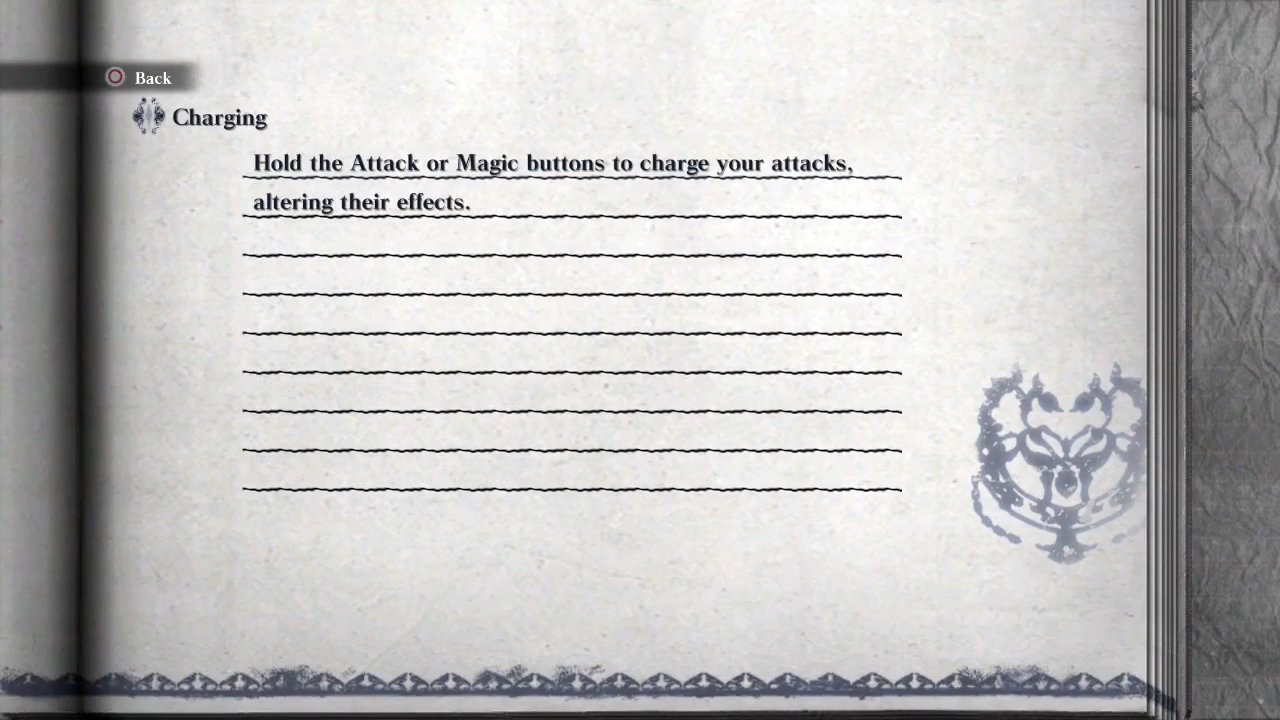 Back
Charging
Hold the Attack or Magic buttons to charge your attacks,
altering their effects.